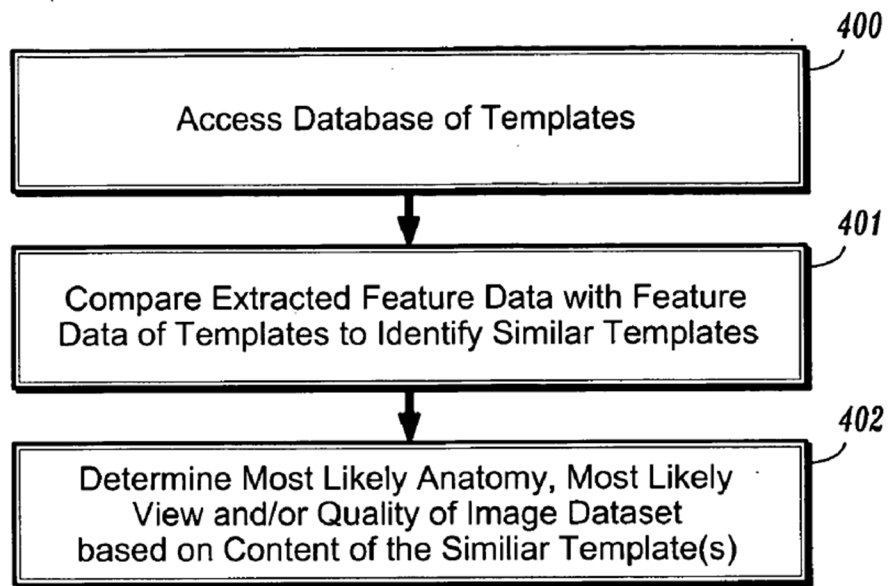 400
Access Database of Templates
401
Compare Extracted Feature Data with Feature
Data of Templates to Identify Similar Templates
402
Determine Most Likely Anatomy, Most Likely
View and/or Quality of Image Dataset
based on Content of the Similiar Template(s)